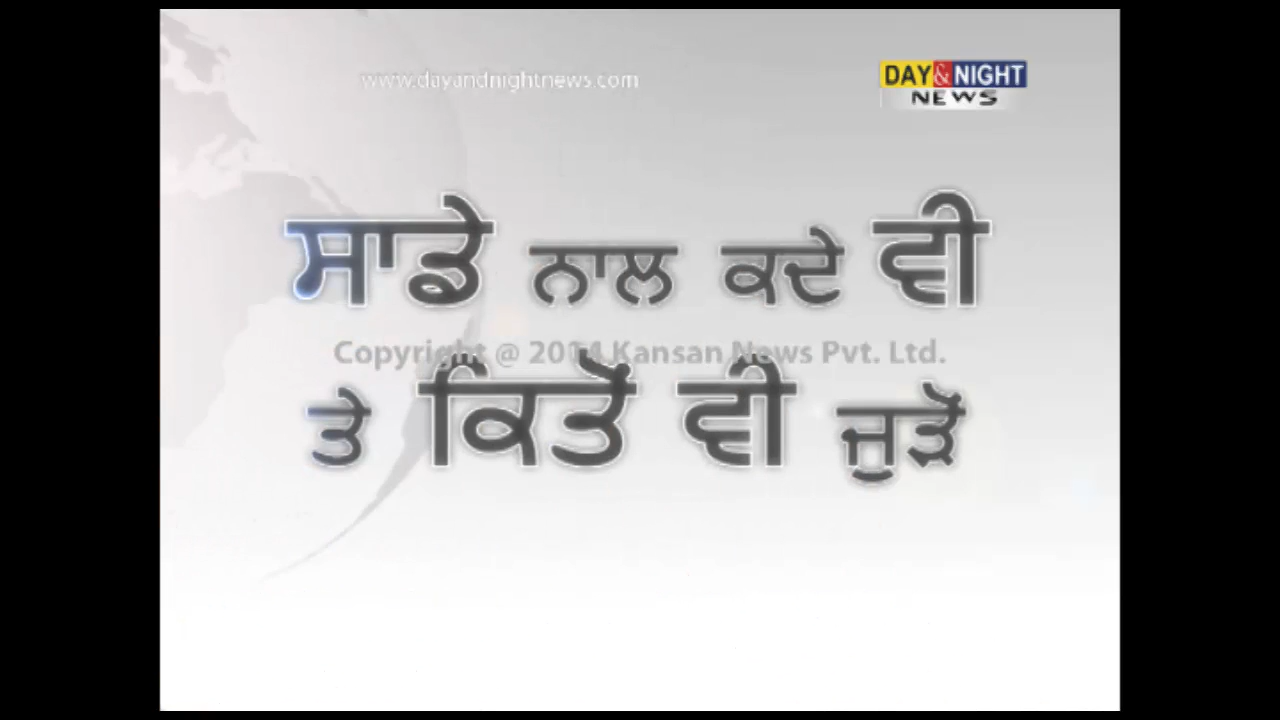 www.dayandnightnews.com
DAY&NIGHT
NEWS
ਸਾਡੇ ਨਾਲ ਕਦੇ ਵੀ
Copyright @ 2014 Kansan News Pvt. Ltd.
ਤੇ ਕਿਤੋਂ ਵੀ ਜੁੜੋਂ